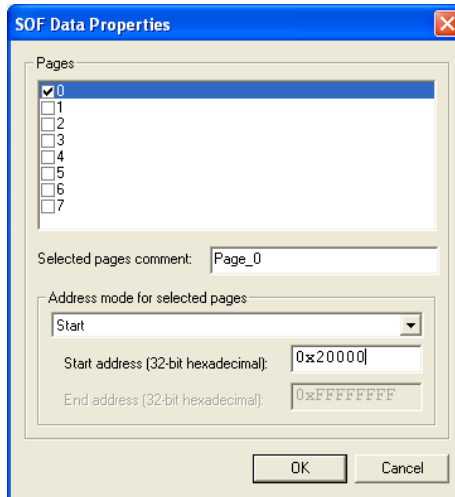 SOF Data Properties
Pages
0
1
2
3
4
5
6
7
Selected pages comment: Page_0
Address mode for selected pages
Start
Start address (32-bit hexadecimal): 0x20000
End address (32-bit hexadecimal): 0xFFFFFFFF
OK Cancel